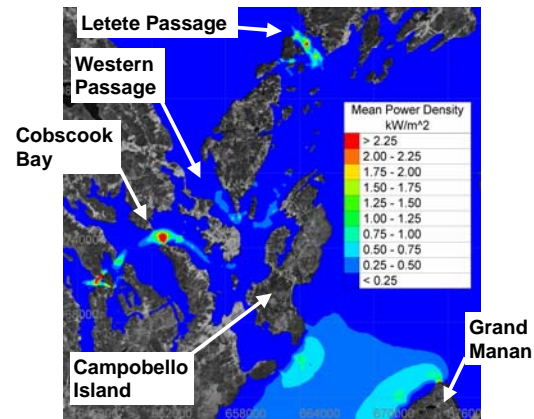 Letete Passage
Western
Passage
Cobscook
Bay
Mean Power Density
kW/m^2
> 2.25
2.00 - 2.25
1.75 - 2.00
1.50 - 1.75
1.25 - 1.50
1.00 - 1.25
0.75 - 1.00
0.50 - 0.75
0.25 - 0.50
< 0.25
Grand
Manan
Campobello
Island
658000
664000